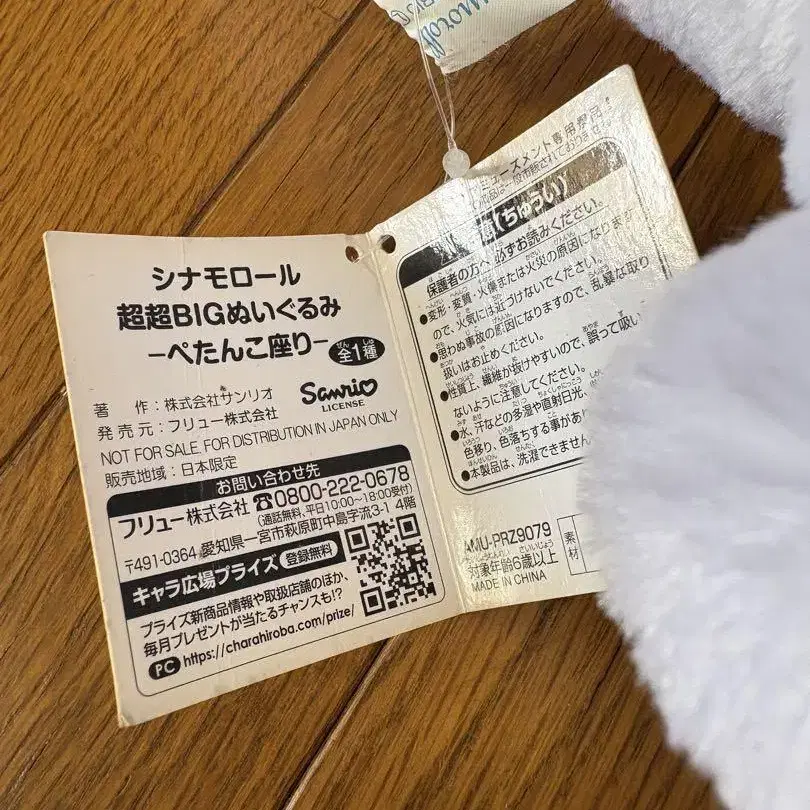 シナモロール
超超BIGぬいぐるみ
-ぺたんこ座り- 全1種
著 作：株式会社サンリオ
発売元：フリュー株式会社
Sanrio
LICENSE
NOT FOR SALE. FOR DISTRIBUTION IN JAPAN ONLY
販売地域：日本限定
お問い合わせ先
フリュー株式会社 ☎0800-222-0678
(通話無料、平日10:00~18:00受付)
〒491-0364 愛知県一宮市萩原町中島字流3-1 4階
キャラ広場プライズ 登録無料
プライズ新商品情報や取扱店舗のほか、
毎月プレゼントが当たるチャンスも!?
PC https://charahiroba.com/prize/
ューズメント専用景品
(ちゅうい)
保護者の方へ 必ずお読みください。
●変形、変質・火傷または火災の原因になります
ので、火気には近づけないでください。
●思わぬ事故の原因になりますので、乱暴な取り
扱いはお止めください。
●性質上、繊維が抜けやすいので、誤って吸い
ないように注意してください。
●水、汗などの多湿や直射日光、
色移り、色落ちする事があ
●本製品は、洗濯できません
AMU-PRZ9079
対象年齢6歳以上
MADE IN CHINA
素材